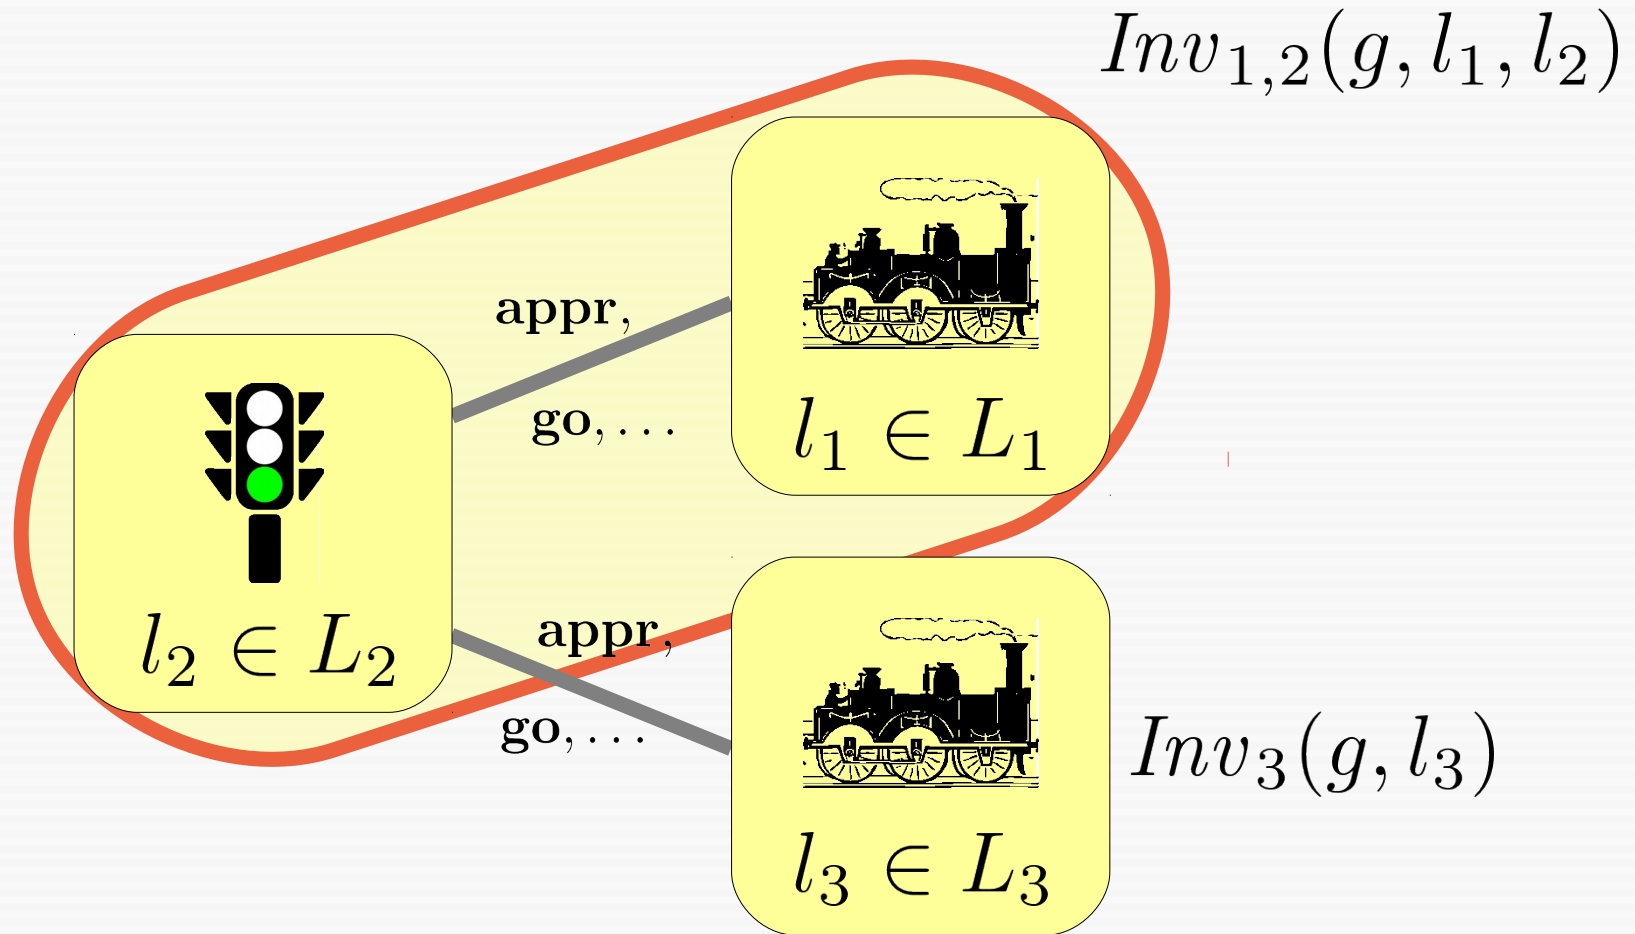 Inv₁,₂(g, l₁, l₂)
appr,
go, . . .
l₁ ∈ L₁
l₂ ∈ L₂
appr,
go, . . .
Inv₃(g, l₃)
l₃ ∈ L₃